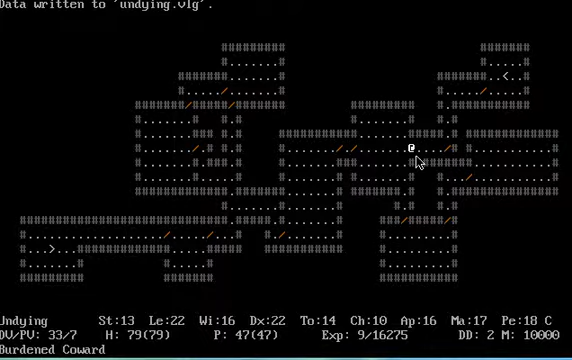 Data written to 'undying.vlg'.
Undying St:13 Le:22 Wi:16 Dx:22 To:14 Ch:10 Ap:16 Ma:17 Pe:18 C
DV/PV: 33/7 H: 79(79) P: 47(47) Exp: 9/16275 DD: 2 M: 10000
Burdened Coward